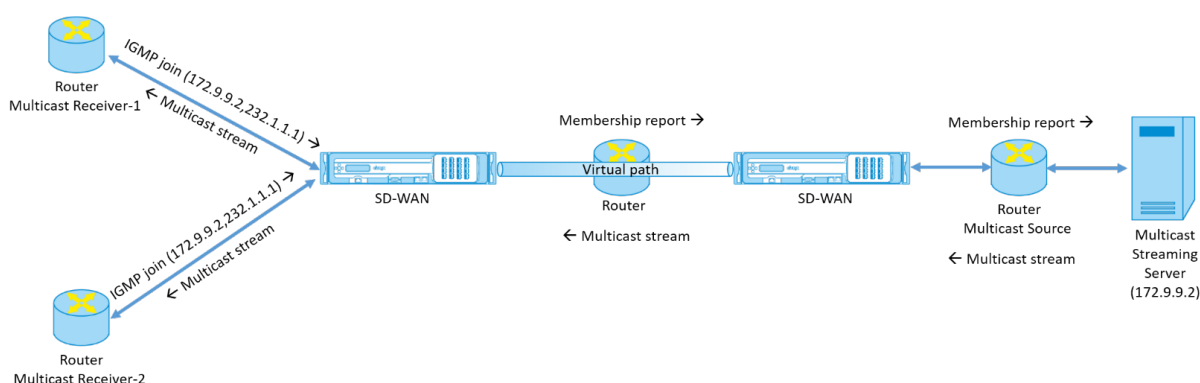 IGMP join (172.9.9.2,232.1.1.1) →
← Multicast stream
Router
Multicast Receiver-1
Membership report →
Membership report →
Virtual path
SD-WAN
Router
SD-WAN
Router
Multicast Source
← Multicast stream
← Multicast stream
Multicast
Streaming
Server
(172.9.9.2)
IGMP join (172.9.9.2,232.1.1.1) →
← Multicast stream
Router
Multicast Receiver-2